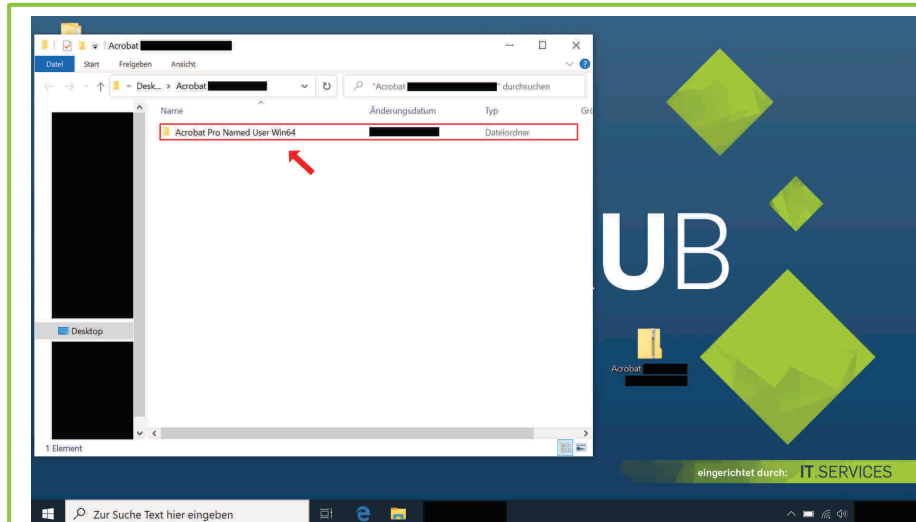 Acrobat
Datei Start Freigeben Ansicht
Desk... Acrobat
"Acrobat " durchsuchen
Name Änderungsdatum Typ Grö
Acrobat Pro Named User Win64 Dateiordner
UB
Desktop
Acrobat
1 Element
eingerichtet durch: IT.SERVICES
Zur Suche Text hier eingeben